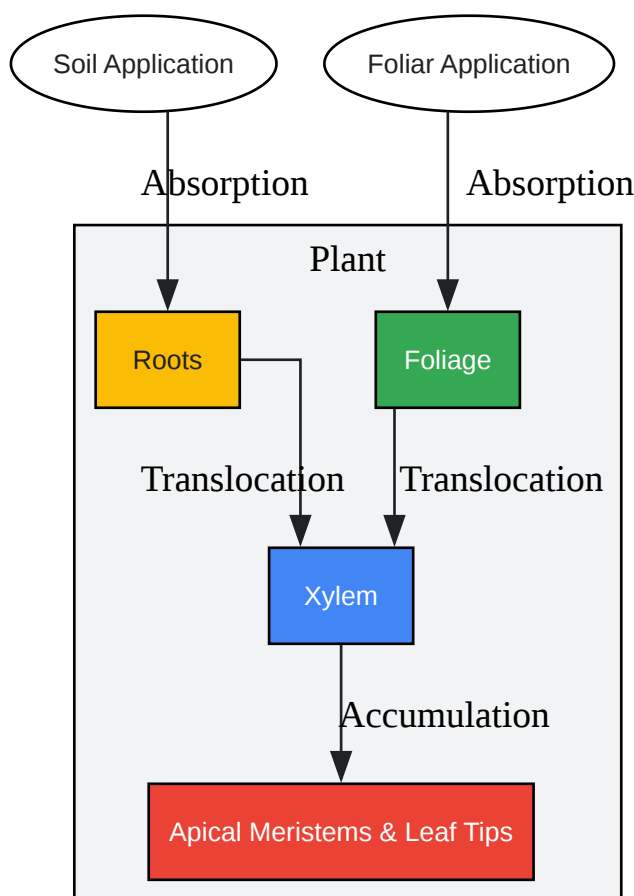 Soil Application
Foliar Application
Absorption
Absorption
Plant
Roots
Foliage
Translocation
Translocation
Xylem
Accumulation
Apical Meristems & Leaf Tips